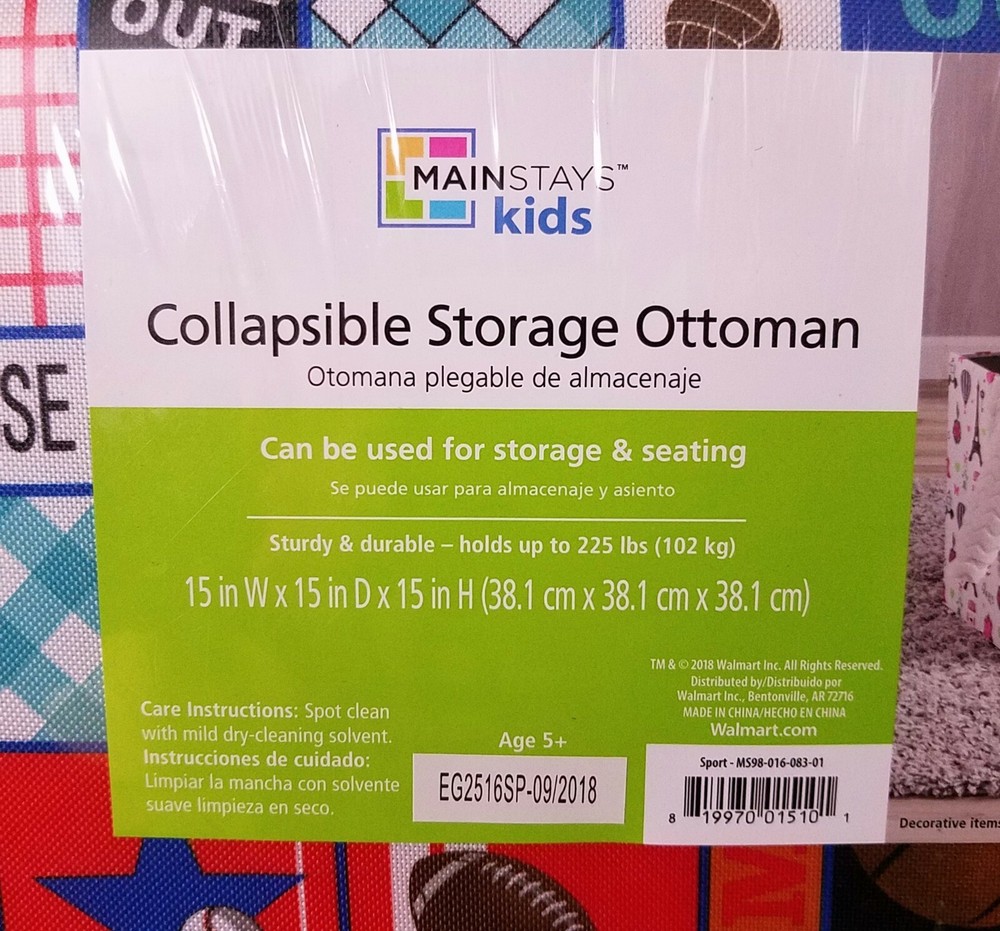 OUT
MAINSTAYS™
kids
Collapsible Storage Ottoman
Otomana plegable de almacenaje
SE
Can be used for storage & seating
Se puede usar para almacenaje y asiento
Sturdy & durable – holds up to 225 lbs (102 kg)
15 in W x 15 in D x 15 in H (38.1 cm x 38.1 cm x 38.1 cm)
TM & © 2018 Walmart Inc. All Rights Reserved.
Distributed by/Distribuido por
Walmart Inc., Bentonville, AR 72716
MADE IN CHINA/HECHO EN CHINA
Walmart.com
Care Instructions: Spot clean
with mild dry-cleaning solvent.
Instrucciones de cuidado:
Limpiar la mancha con solvente
suave limpieza en seco.
Age 5+
EG2516SP-09/2018
Sport - MS98-016-083-01
8 19970 01510 1
Decorative items